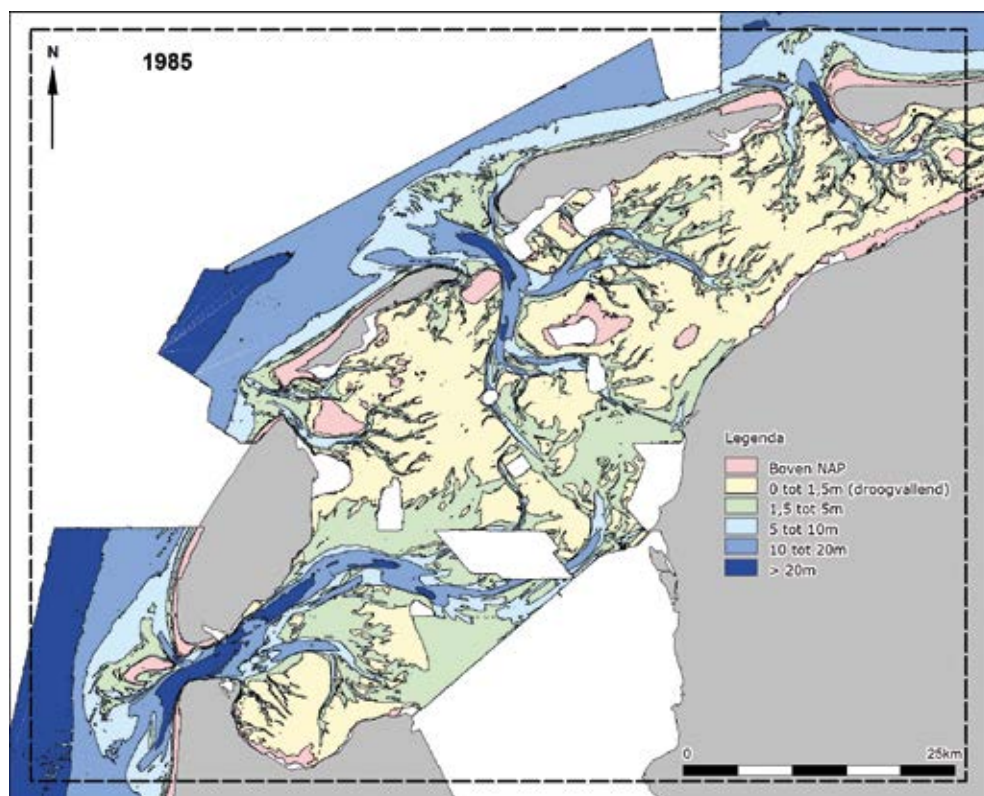 N
1985
Legenda
Boven NAP
0 tot 1,5m (droogvallend)
1,5 tot 5m
5 tot 10m
10 tot 20m
> 20m
0 25km